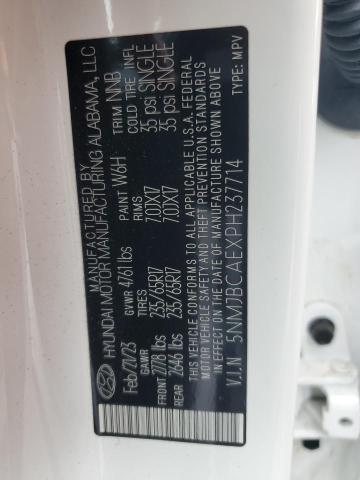 MANUFACTURED BY
HYUNDAI MOTOR MANUFACTURING ALABAMA, LLC
Feb/21/23 GVWR 4761 lbs PAINT W6H TRIM NNB
GAWR TIRES RIMS COLD TIRE INFL
FRONT 2778 lbs 235/65R17 7.0JX17 35 psi SINGLE
REAR 2646 lbs 235/65R17 7.0JX17 35 psi SINGLE
THIS VEHICLE CONFORMS TO ALL APPLICABLE U.S.A. FEDERAL
MOTOR VEHICLE SAFETY AND THEFT PREVENTION STANDARDS
IN EFFECT ON THE DATE OF MANUFACTURE SHOWN ABOVE
V.I.N 5NMJBCAEXPH237714 TYPE: MPV